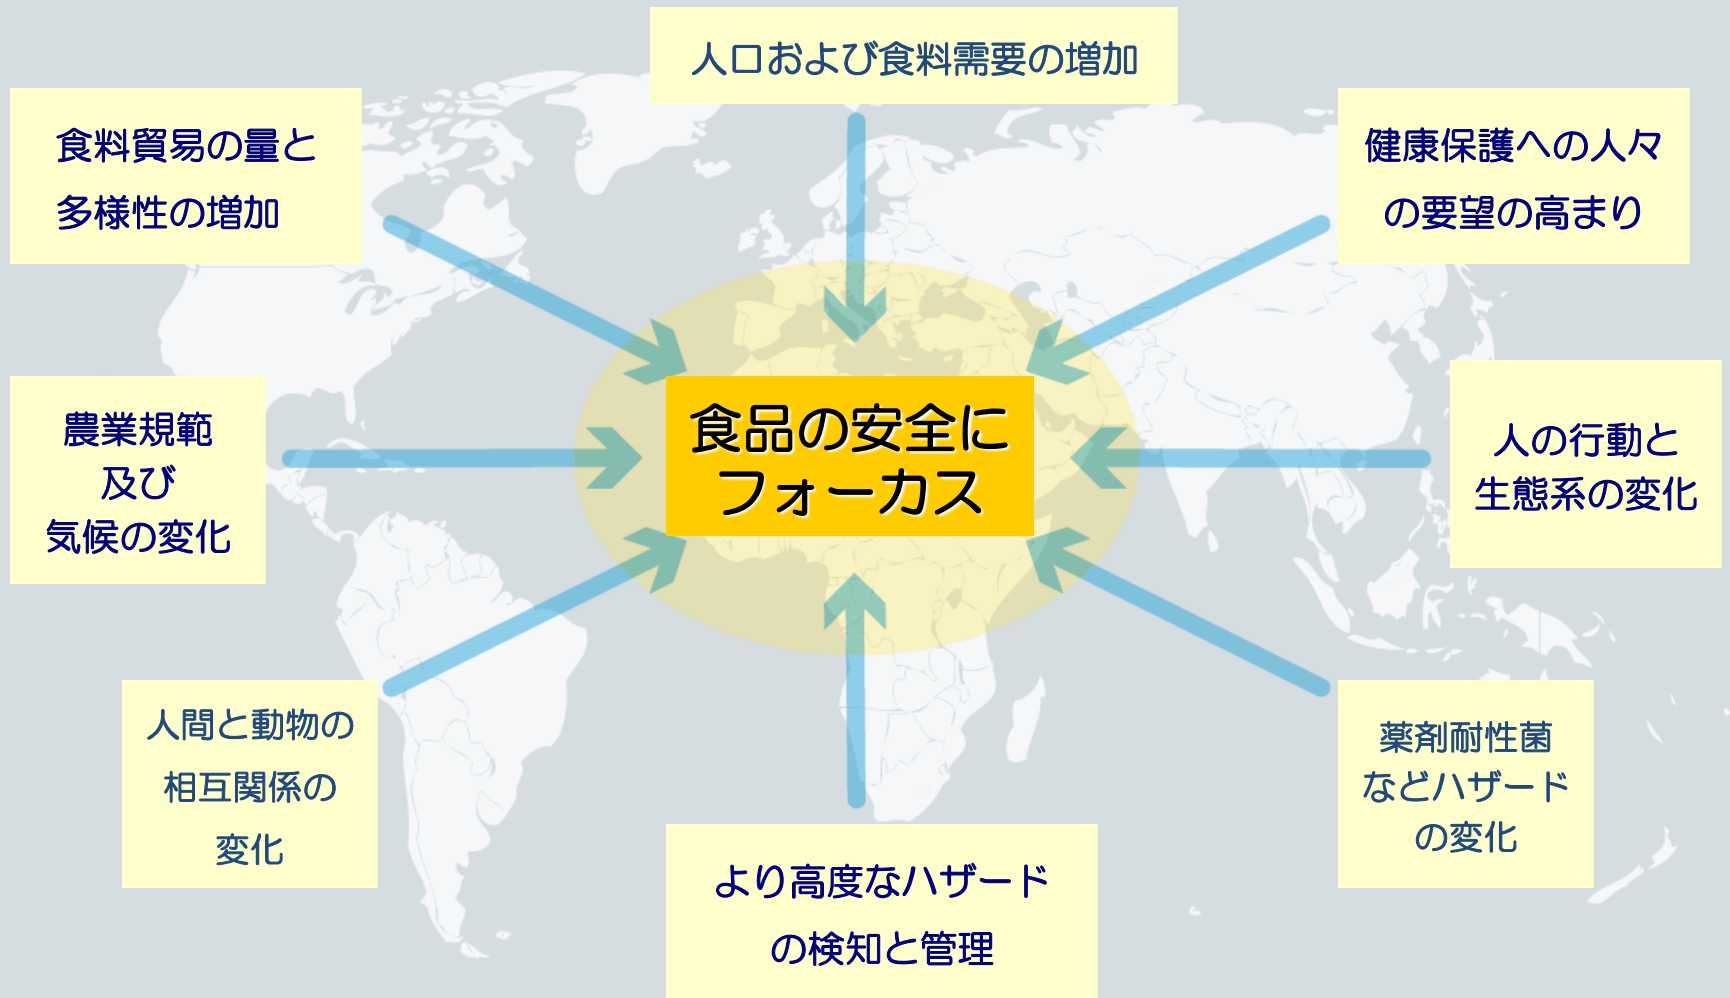 人口および食料需要の増加
食料貿易の量と
多様性の増加
健康保護への人々
の要望の高まり
農業規範
及び
気候の変化
食品の安全に
フォーカス
人の行動と
生態系の変化
人間と動物の
相互関係の
変化
薬剤耐性菌
などハザード
の変化
より高度なハザード
の検知と管理